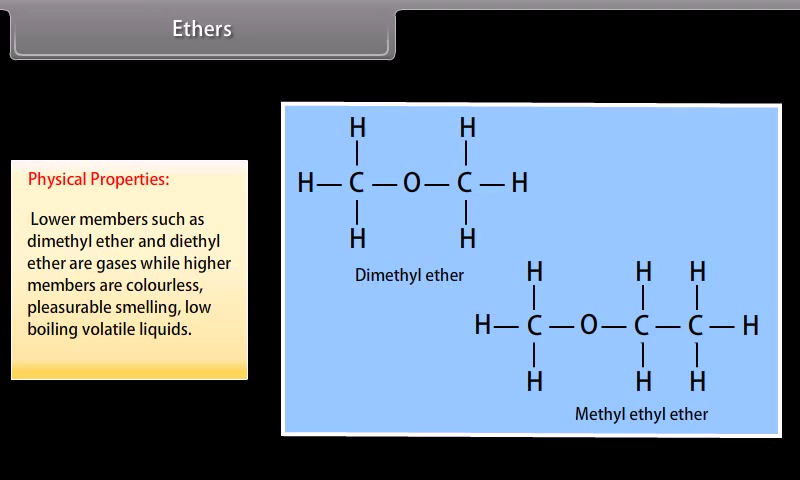 Ethers
Physical Properties:
Lower members such as
dimethyl ether and diethyl
ether are gases while higher
members are colourless,
pleasurable smelling, low
boiling volatile liquids.
H H
H — C — O — C — H
H H
Dimethyl ether
H H H
H — C — O — C — C — H
H H H
Methyl ethyl ether